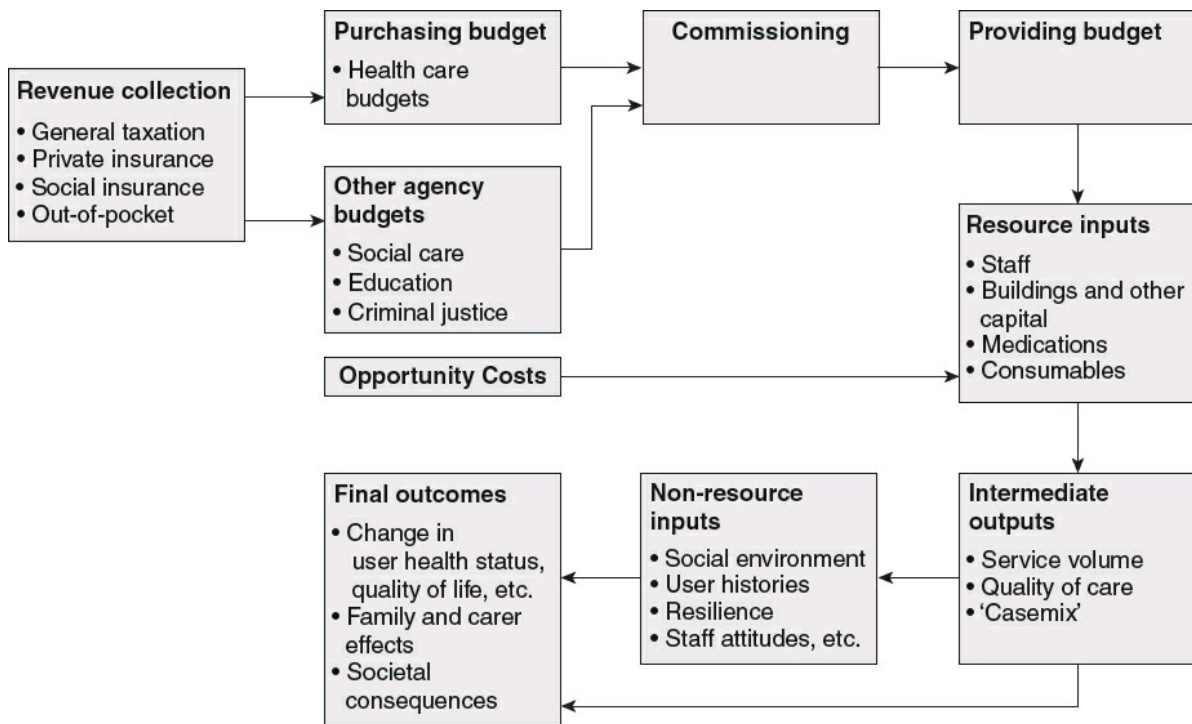 Revenue collection
• General taxation
• Private insurance
• Social insurance
• Out-of-pocket
Purchasing budget
• Health care
budgets
Other agency
budgets
• Social care
• Education
• Criminal justice
Commissioning
Providing budget
Opportunity Costs
Resource inputs
• Staff
• Buildings and other
capital
• Medications
• Consumables
Intermediate
outputs
• Service volume
• Quality of care
• ‘Casemix’
Non-resource
inputs
• Social environment
• User histories
• Resilience
• Staff attitudes, etc.
Final outcomes
• Change in
user health status,
quality of life, etc.
• Family and carer
effects
• Societal
consequences